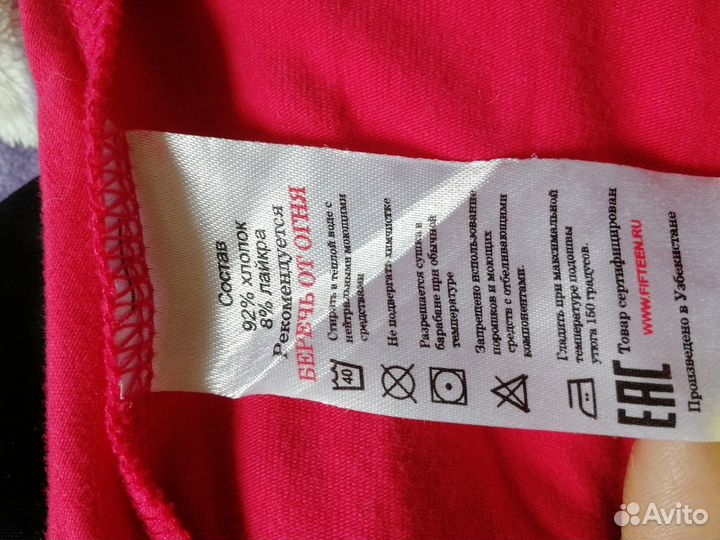 Состав
92% хлопок
8% лайкра
Рекомендуется
БЕРЕЧЬ ОТ ОГНЯ
40
Стирать в теплой воде с
нейтральными моющими
средствами
Не подвергать химчистке
Разрешается сушка в
барабане при обычной
температуре
Запрещено использование
порошков и моющих
средств с отбеливающими
компонентами.
Гладить при максимальной
температуре подошвы
утюга 150 градусов.
EAC
Товар сертифицирован
WWW.FIFTEEN.RU
Произведено в Узбекистане
Avito